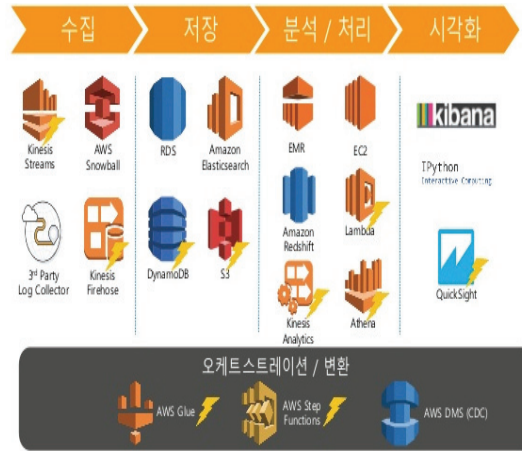 수집
저장
분석 / 처리
시각화
Kinesis
Streams
AWS
Snowball
RDS
Amazon
Elasticsearch
EMR
EC2
kibana
IPython
Interactive Computing
3rd Party
Log Collector
Kinesis
Firehose
DynamoDB
S3
Amazon
Redshift
Lambda
QuickSight
Kinesis
Analytics
Athena
오케트스트레이션 / 변환
AWS Glue
AWS Step
Functions
AWS DMS (CDC)